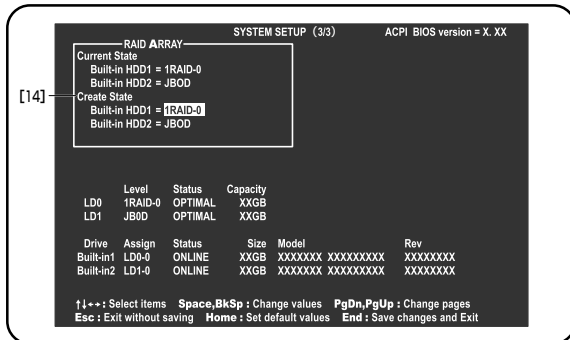 SYSTEM SETUP (3/3) ACPI BIOS version = X. XX
RAID ARRAY
Current State
Built-in HDD1 = 1RAID-0
Built-in HDD2 = JBOD
[14]
Create State
Built-in HDD1 = 1RAID-0
Built-in HDD2 = JBOD
Level Status Capacity
LD0 1RAID-0 OPTIMAL XXGB
LD1 JB0D OPTIMAL XXGB
Drive Assign Status Size Model Rev
Built-in1 LD0-0 ONLINE XXGB XXXXXXX XXXXXXXXX XXXXXXXX
Built-in2 LD1-0 ONLINE XXGB XXXXXXX XXXXXXXXX XXXXXXXX
↑↓←→ : Select items Space,BkSp : Change values PgDn,PgUp : Change pages
Esc : Exit without saving Home : Set default values End : Save changes and Exit